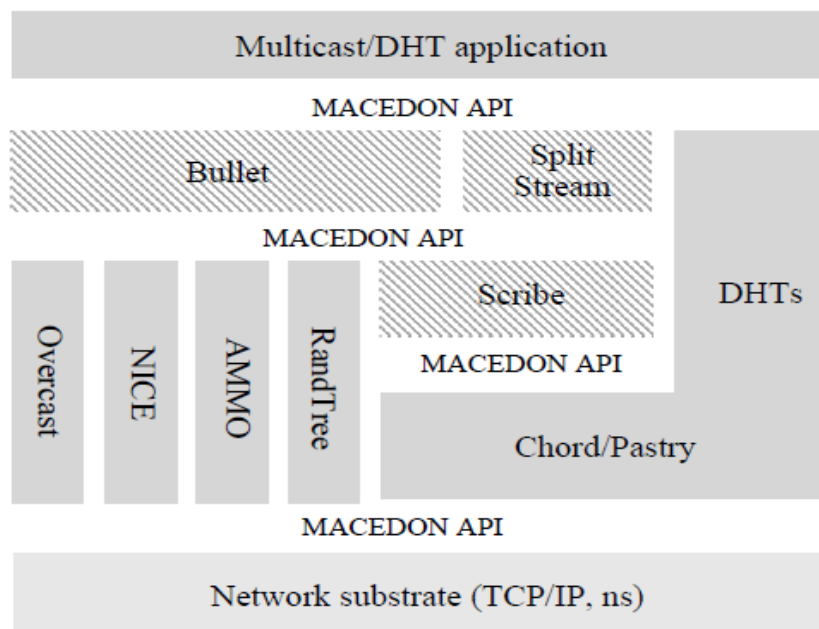 Multicast/DHT application
MACEDON API
Bullet
Split
Stream
MACEDON API
Overcast
NICE
AMMO
RandTree
Scribe
DHTs
MACEDON API
Chord/Pastry
MACEDON API
Network substrate (TCP/IP, ns)